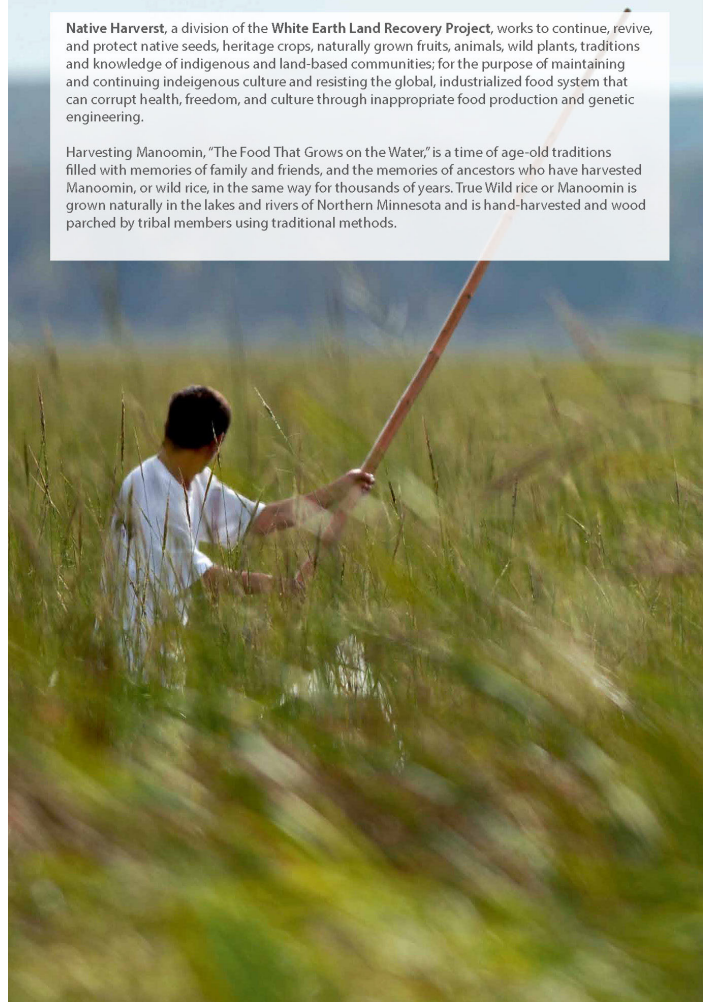 Native Harverst, a division of the White Earth Land Recovery Project, works to continue, revive,
and protect native seeds, heritage crops, naturally grown fruits, animals, wild plants, traditions
and knowledge of indigenous and land-based communities; for the purpose of maintaining
and continuing indeigenous culture and resisting the global, industrialized food system that
can corrupt health, freedom, and culture through inappropriate food production and genetic
engineering.
Harvesting Manoomin, “The Food That Grows on the Water,” is a time of age-old traditions
filled with memories of family and friends, and the memories of ancestors who have harvested
Manoomin, or wild rice, in the same way for thousands of years. True Wild rice or Manoomin is
grown naturally in the lakes and rivers of Northern Minnesota and is hand-harvested and wood
parched by tribal members using traditional methods.